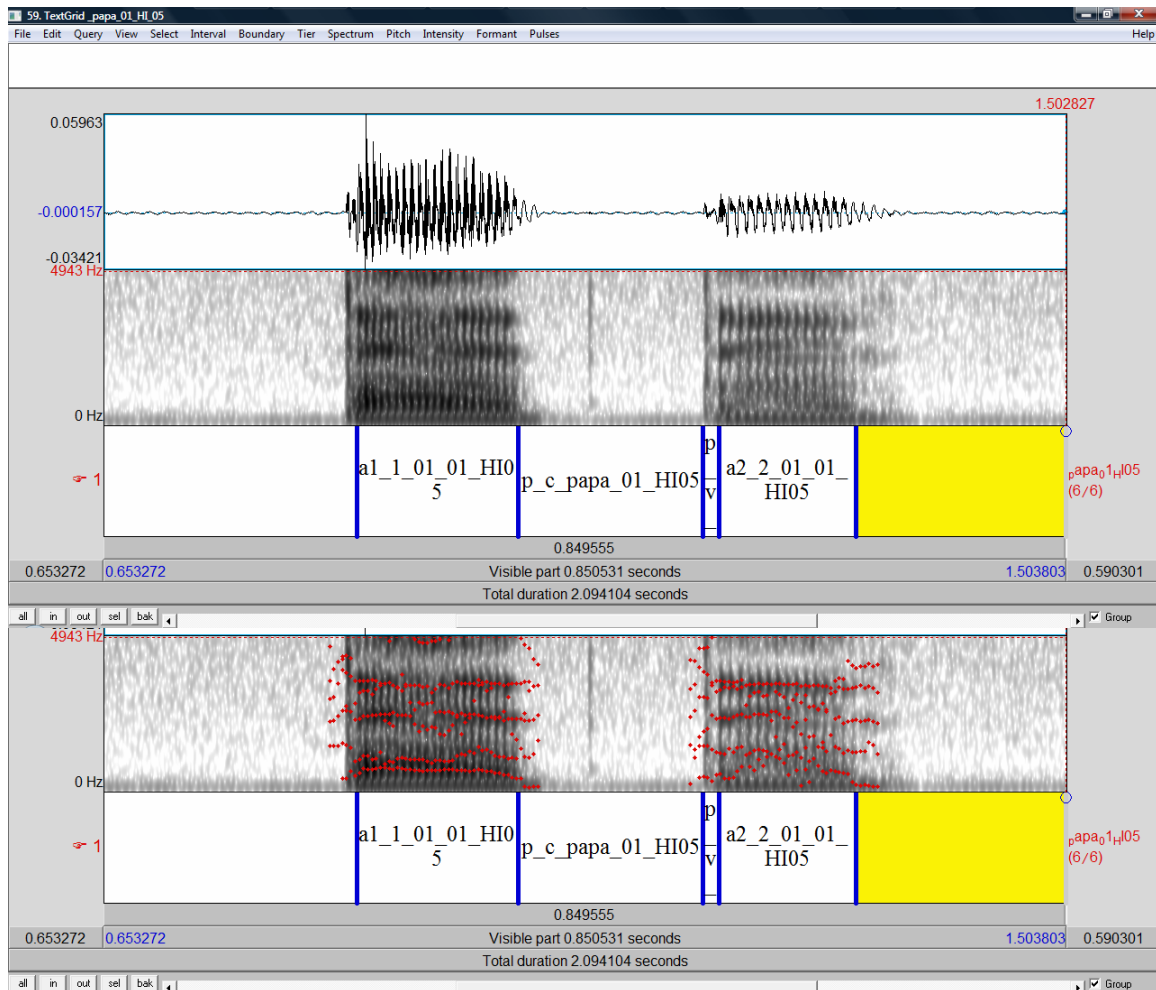 59. TextGrid _papa_01_HI_05
File Edit Query View Select Interval Boundary Tier Spectrum Pitch Intensity Formant Pulses Help
1.502827
0.05963
-0.000157
-0.03421
4943 Hz
0 Hz
1
a1_1_01_01_HI0
5
p_c_papa_01_HI05
p
v
_
a2_2_01_01_
HI05
papa01HI05
(6/6)
0.849555
0.653272 0.653272 Visible part 0.850531 seconds 1.503803 0.590301
Total duration 2.094104 seconds
all in out sel bak Group
4943 Hz
0 Hz
1
a1_1_01_01_HI0
5
p_c_papa_01_HI05
p
v
_
a2_2_01_01_
HI05
papa01HI05
(6/6)
0.849555
0.653272 0.653272 Visible part 0.850531 seconds 1.503803 0.590301
Total duration 2.094104 seconds
all in out sel bak Group